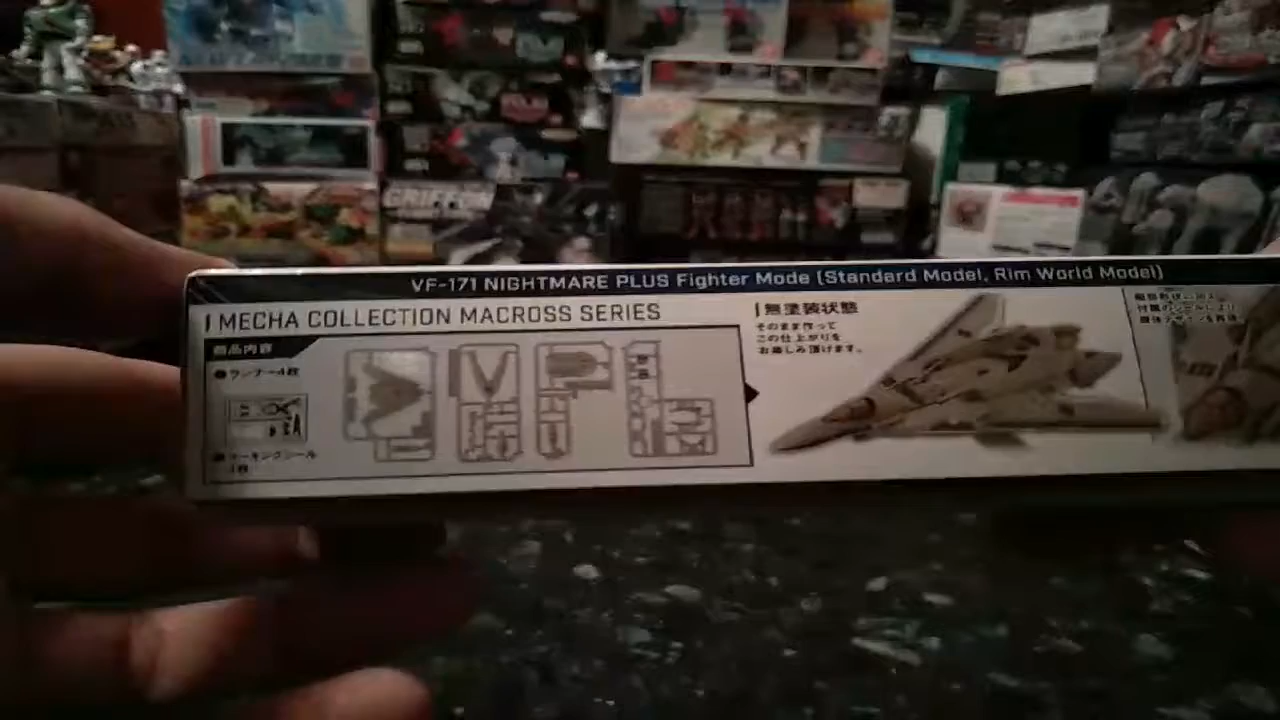 GRIFFON
VF-171 NIGHTMARE PLUS Fighter Mode (Standard Model, Rim World Model)
MECHA COLLECTION MACROSS SERIES
商品内容
●ランナー4枚
●マーキングシール
1枚
無塗装状態
そのまま作って
この仕上がりを
お楽しみ頂けます。